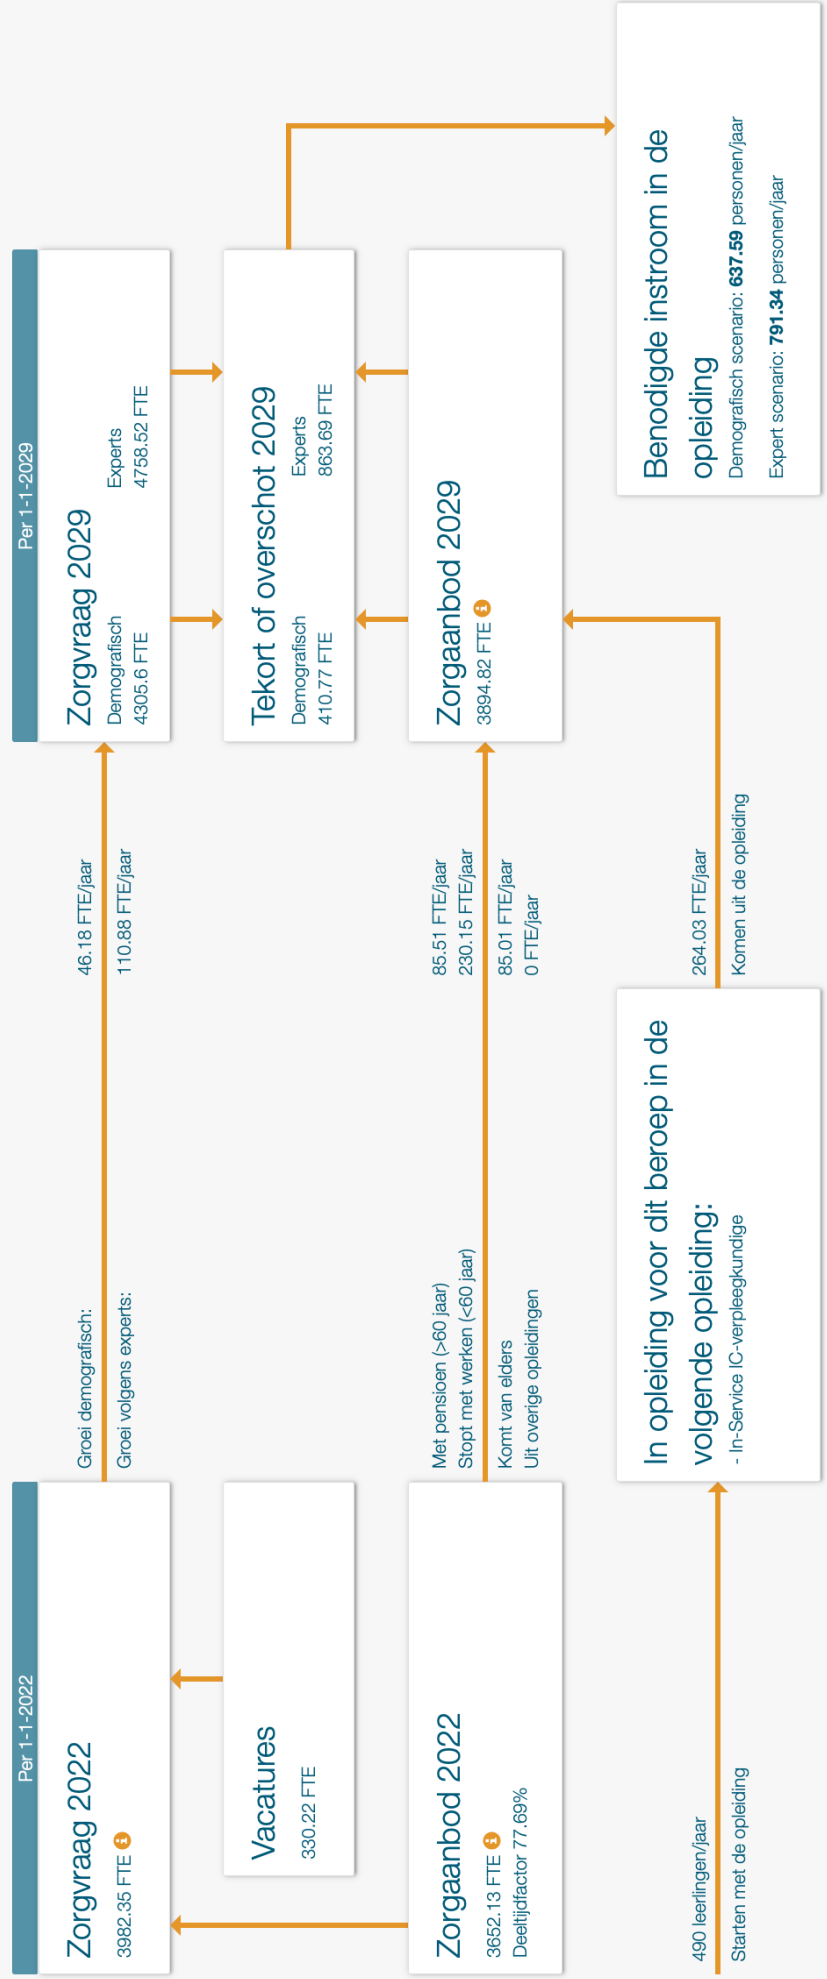 Per 1-1-2022
Per 1-1-2029
Zorgvraag 2022
3982.35 FTE
Groei demografisch:
46.18 FTE/jaar
Groei volgens experts:
110.88 FTE/jaar
Zorgvraag 2029
Demografisch
Experts
4305.6 FTE
4758.52 FTE
Vacatures
330.22 FTE
Tekort of overschot 2029
Demografisch
Experts
410.77 FTE
863.69 FTE
Zorgaanbod 2022
3652.13 FTE
Deeltijdfactor 77.69%
Met pensioen (>60 jaar)
85.51 FTE/jaar
Stopt met werken (<60 jaar)
230.15 FTE/jaar
Komt van elders
85.01 FTE/jaar
Uit overige opleidingen
0 FTE/jaar
Zorgaanbod 2029
3894.82 FTE
490 leerlingen/jaar
Starten met de opleiding
In opleiding voor dit beroep in de
volgende opleiding:
- In-Service IC-verpleegkundige
264.03 FTE/jaar
Komen uit de opleiding
Benodigde instroom in de
opleiding
Demografisch scenario: 637.59 personen/jaar
Expert scenario: 791.34 personen/jaar